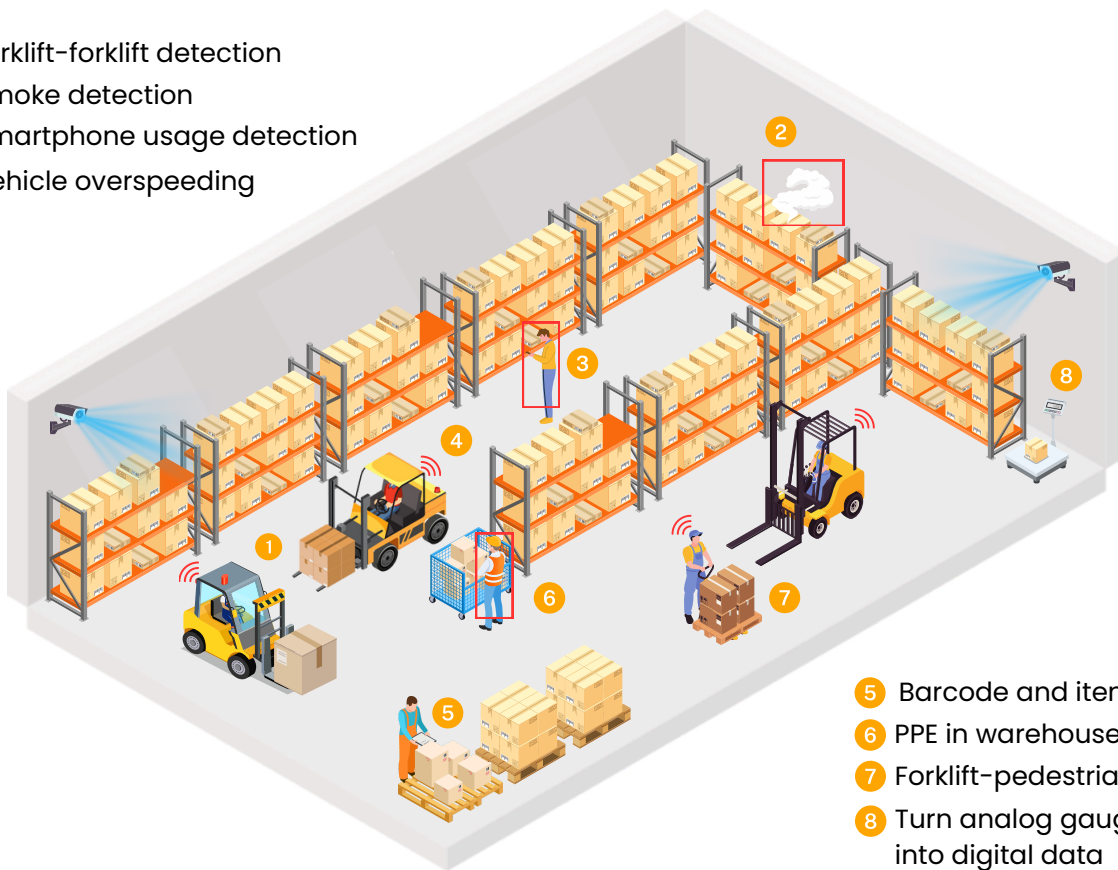 rklift-forklift detection
moke detection
martphone usage detection
ehicle overspeeding
2
3
8
4
1
6
7
5
5 Barcode and iter
6 PPE in warehouse
7 Forklift-pedestria
8 Turn analog gaug
into digital data